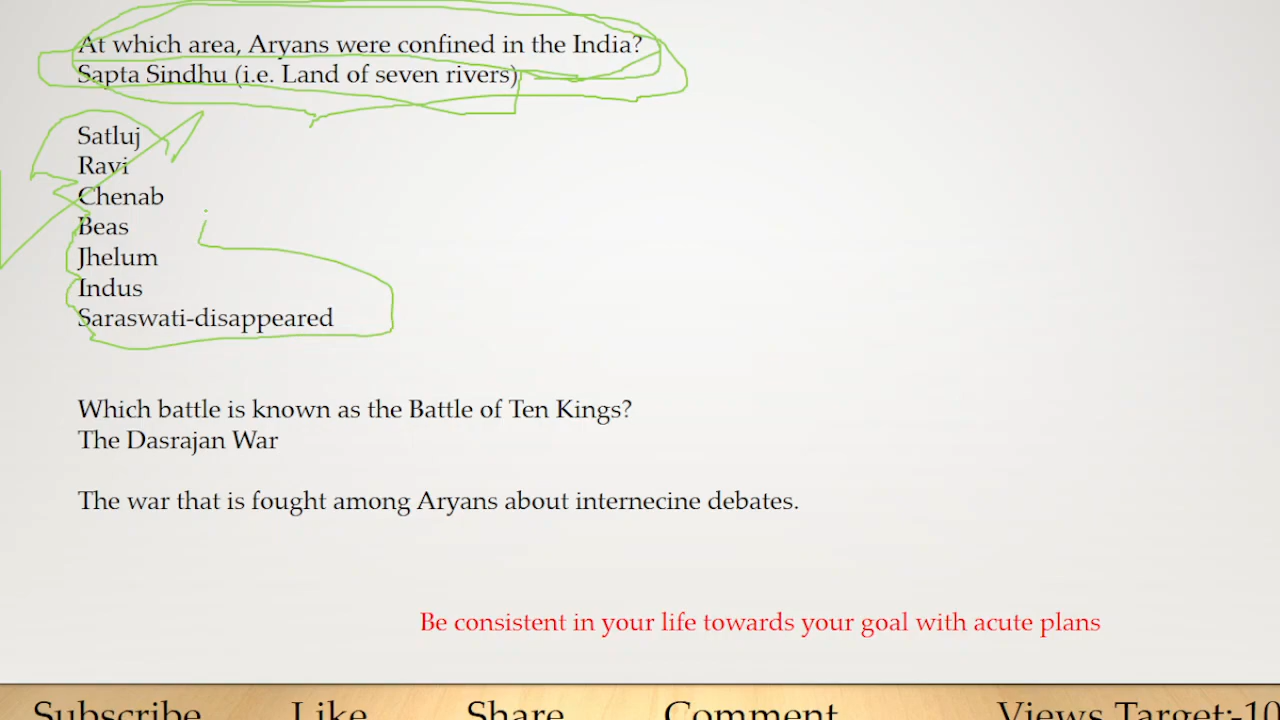 At which area, Aryans were confined in the India?
Sapta Sindhu (i.e. Land of seven rivers)
Satluj
Ravi
Chenab
Beas
Jhelum
Indus
Saraswati-disappeared
Which battle is known as the Battle of Ten Kings?
The Dasrajan War
The war that is fought among Aryans about internecine debates.
Be consistent in your life towards your goal with acute plans
Subscribe Like Share Comment Views Target:-10